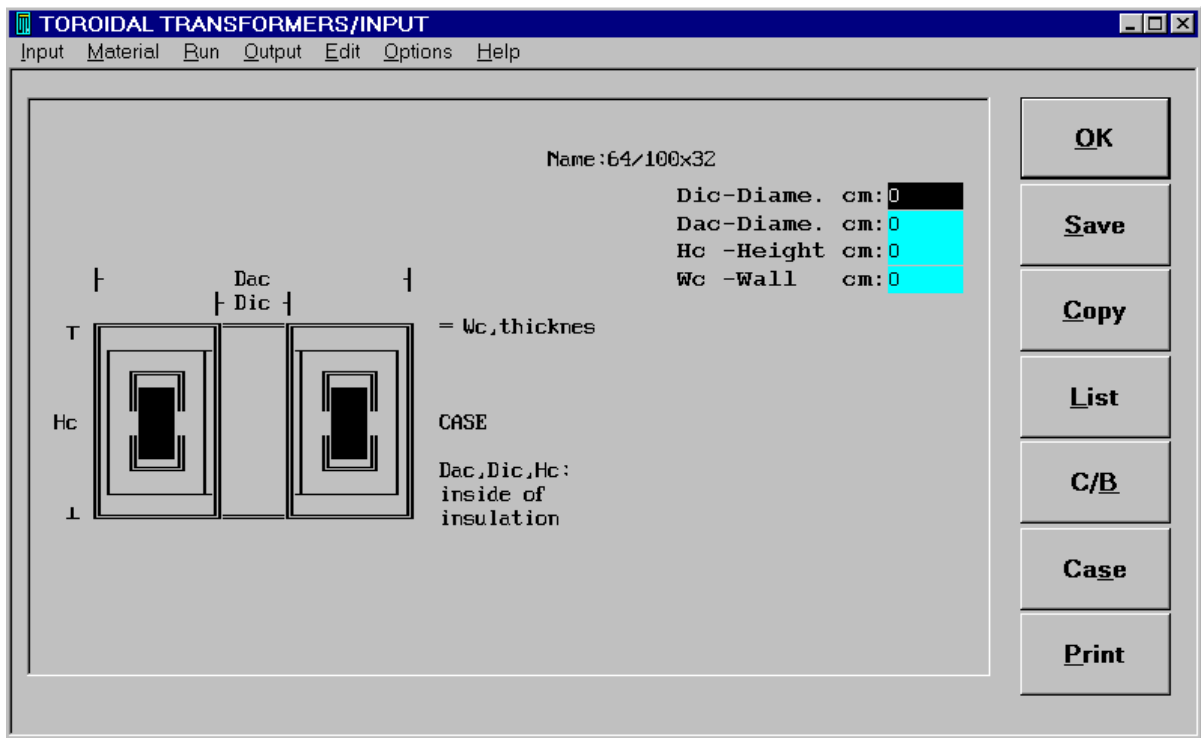 TOROIDAL TRANSFORMERS/INPUT
Input Material Run Output Edit Options Help
Name:64/100x32
Dic-Diame. cm:0
Dac-Diame. cm:0
Hc -Height cm:0
Wc -Wall cm:0
Dac
Dic
= Wc,thicknes
Hc
CASE
Dac,Dic,Hc:
inside of
insulation
OK
Save
Copy
List
C/B
Case
Print